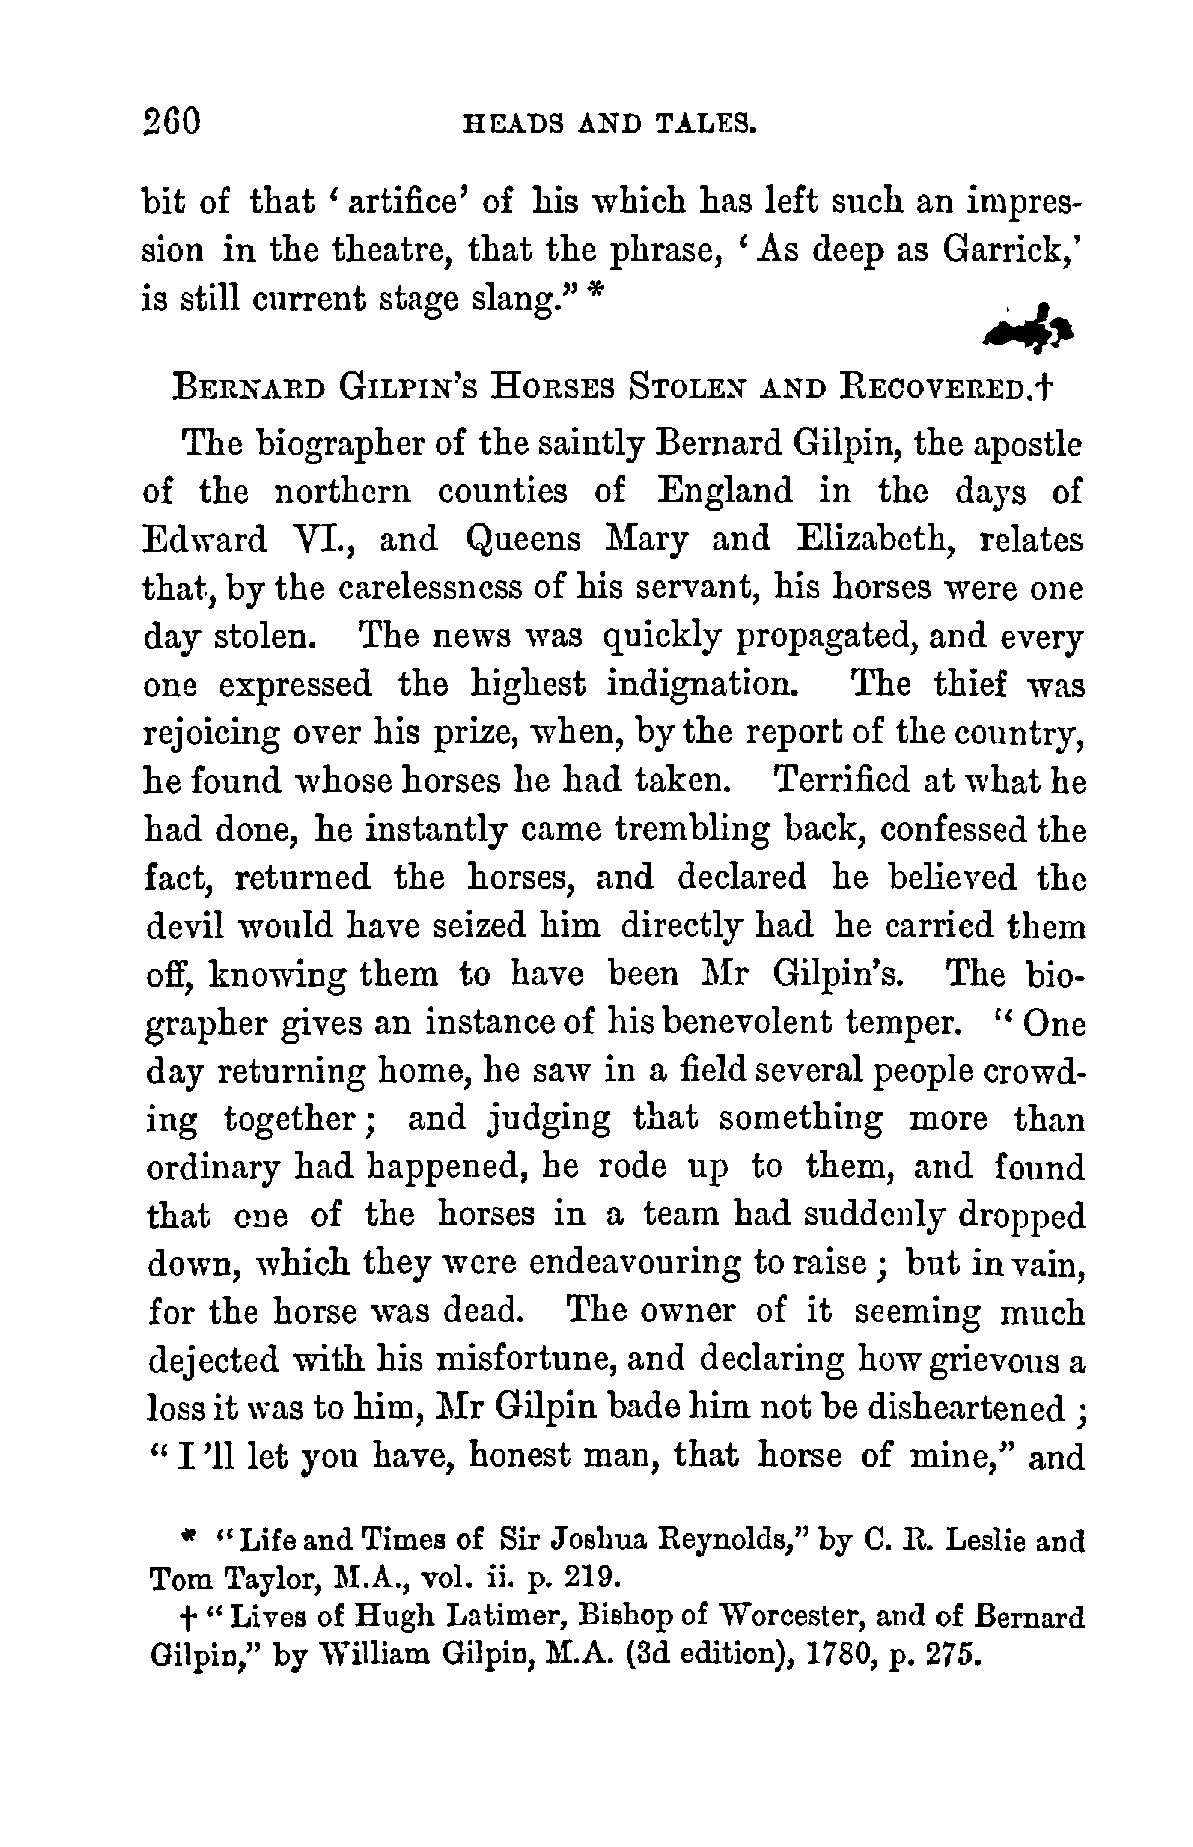 260 HEADS AND TALES.
bit of that ‘ artifice’ of his which has left such an impres-
sion in the theatre, that the phrase, ‘ As deep as Garrick,’
is still current stage slang.” *
BERNARD GILPIN’S HORSES STOLEN AND RECOVERED.†
The biographer of the saintly Bernard Gilpin, the apostle
of the northern counties of England in the days of
Edward VI., and Queens Mary and Elizabeth, relates
that, by the carelessness of his servant, his horses were one
day stolen. The news was quickly propagated, and every
one expressed the highest indignation. The thief was
rejoicing over his prize, when, by the report of the country,
he found whose horses he had taken. Terrified at what he
had done, he instantly came trembling back, confessed the
fact, returned the horses, and declared he believed the
devil would have seized him directly had he carried them
off, knowing them to have been Mr Gilpin’s. The bio-
grapher gives an instance of his benevolent temper. “ One
day returning home, he saw in a field several people crowd-
ing together ; and judging that something more than
ordinary had happened, he rode up to them, and found
that one of the horses in a team had suddenly dropped
down, which they were endeavouring to raise ; but in vain,
for the horse was dead. The owner of it seeming much
dejected with his misfortune, and declaring how grievous a
loss it was to him, Mr Gilpin bade him not be disheartened ;
“ I ’ll let you have, honest man, that horse of mine,” and
* “Life and Times of Sir Joshua Reynolds,” by C. R. Leslie and
Tom Taylor, M.A., vol. ii. p. 219.
† “ Lives of Hugh Latimer, Bishop of Worcester, and of Bernard
Gilpin,” by William Gilpin, M.A. (3d edition), 1780, p. 275.